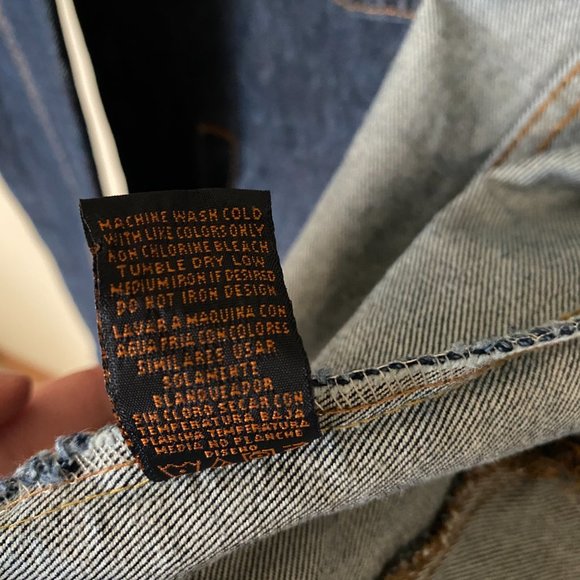 MACHINE WASH COLD
WITH LIKE COLORS ONLY
NON CHLORINE BLEACH
TUMBLE DRY LOW
MEDIUM IRON IF DESIRED
DO NOT IRON DESIGN
LAVAR A MAQUINA CON
AGUA FRIA CON COLORES
SIMILARES USAR
SOLAMENTE
BLANQUEADOR
SIN CLORO SECAR CON
TEMPERATURA BAJA
PLANCHA TEMPERATURA
MEDIA NO PLANCHE
DISEÑO